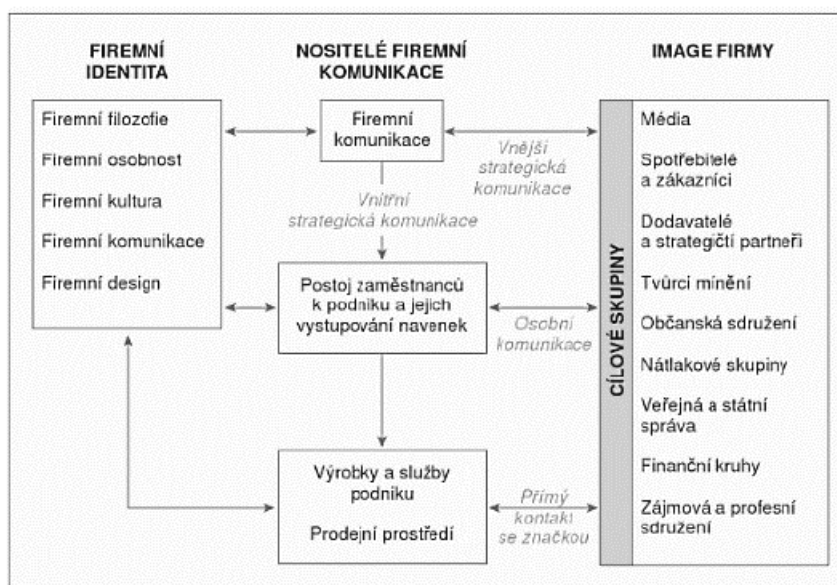 FIREMNÍ
IDENTITA
Firemní filozofie
Firemní osobnost
Firemní kultura
Firemní komunikace
Firemní design
NOSITELÉ FIREMNÍ
KOMUNIKACE
Firemní
komunikace
Vnější
strategická
komunikace
Vnitřní
strategická komunikace
Postoj zaměstnanců
k podniku a jejich
vystupování navenek
Osobní
komunikace
Výrobky a služby
podniku
Prodejní prostředí
Přímý
kontakt
se značkou
IMAGE FIRMY
CÍLOVÉ SKUPINY
Média
Spotřebitelé
a zákazníci
Dodavatelé
a strategičtí partneři
Tvůrci mínění
Občanská sdružení
Nátlakové skupiny
Veřejná a státní
správa
Finanční kruhy
Zájmová a profesní
sdružení